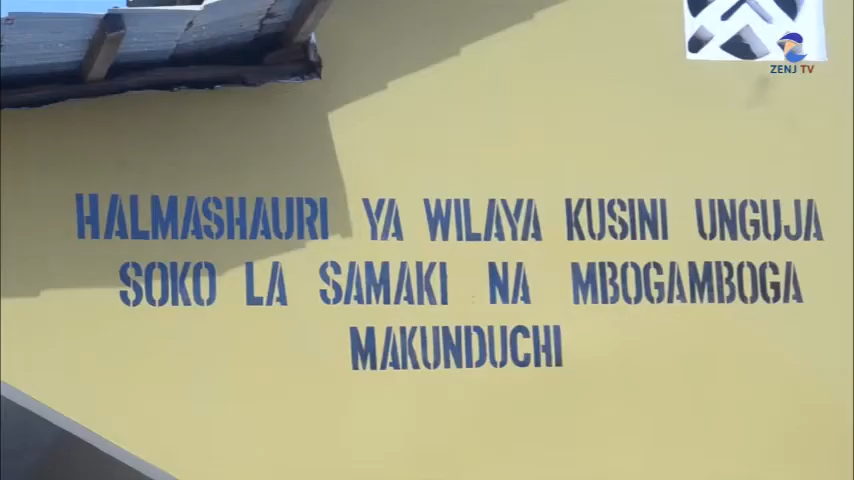 ZENJ TV
HALMASHAURI YA WILAYA KUSINI UNGUJA
SOKO LA SAMAKI NA MBOGAMBOGA
MAKUNDUCHI